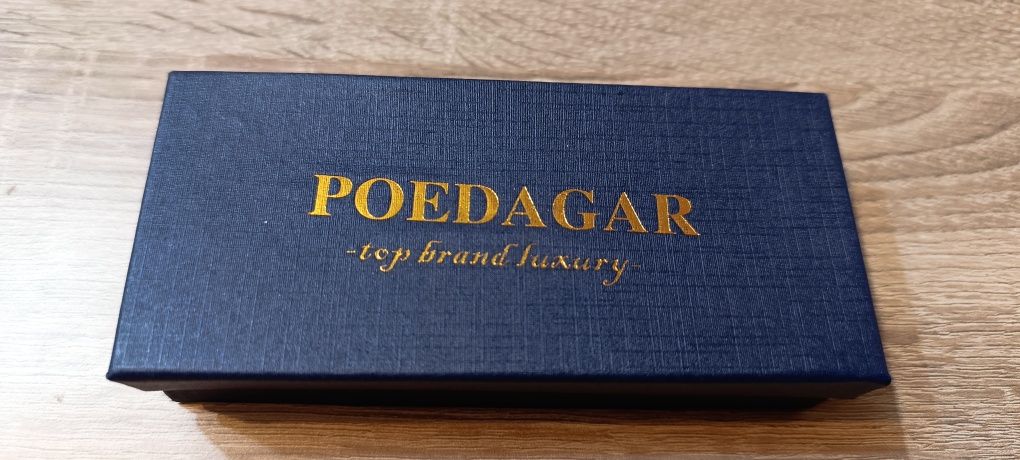 POEDAGAR
-top brand luxury-